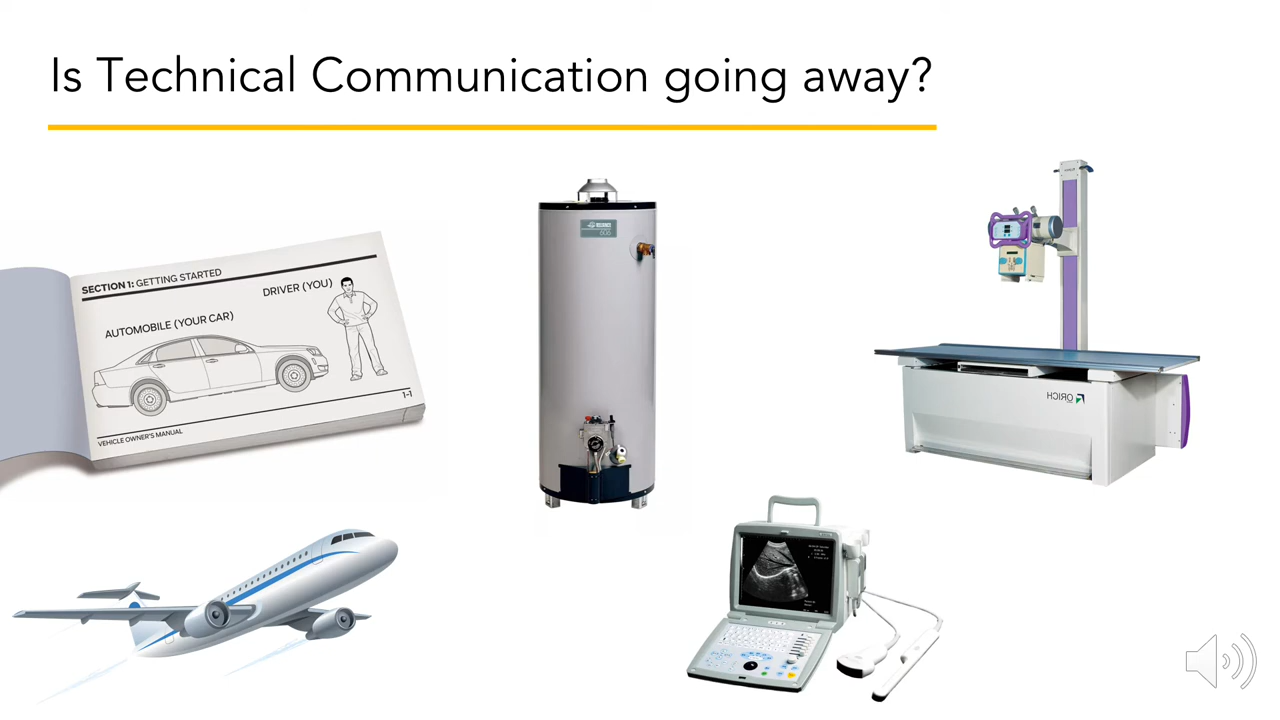 Is Technical Communication going away?
SECTION 1: GETTING STARTED
DRIVER (YOU)
AUTOMOBILE (YOUR CAR)
1-1
VEHICLE OWNER'S MANUAL
606
ORICH